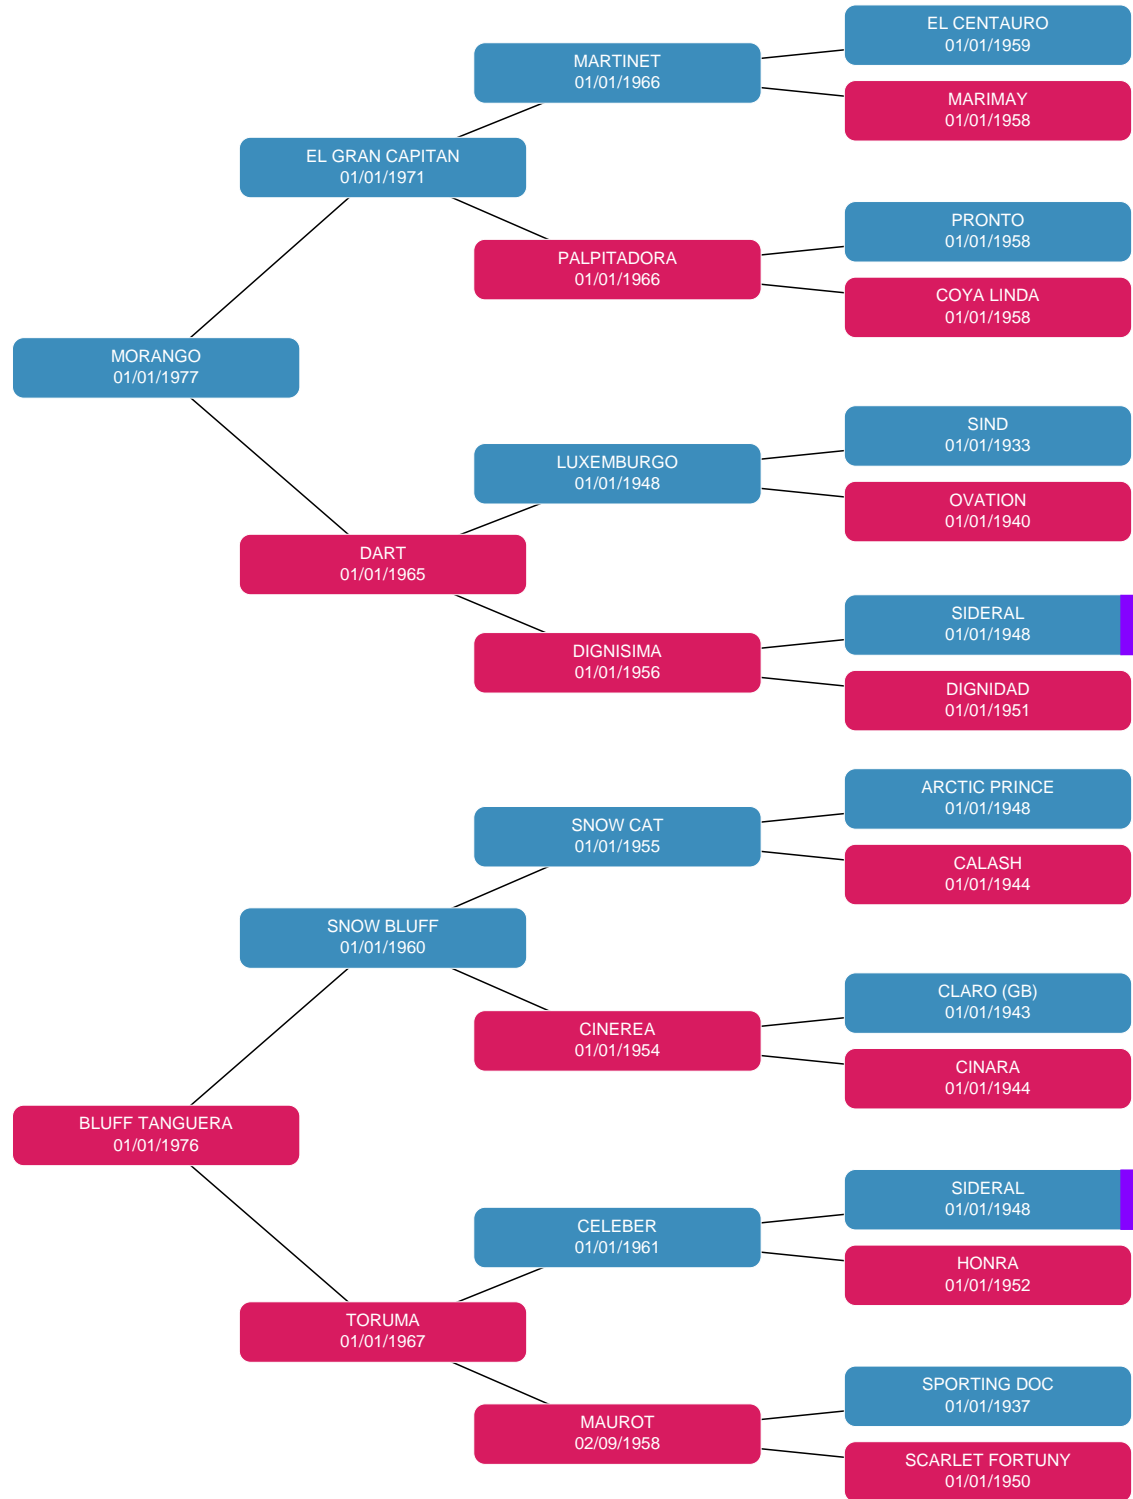 EL CENTAURO
01/01/1959
MARTINET
01/01/1966
MARIMAY
01/01/1958
EL GRAN CAPITAN
01/01/1971
PRONTO
01/01/1958
PALPITADORA
01/01/1966
COYA LINDA
01/01/1958
MORANGO
01/01/1977
SIND
01/01/1933
LUXEMBURGO
01/01/1948
OVATION
01/01/1940
DART
01/01/1965
SIDERAL
01/01/1948
DIGNISIMA
01/01/1956
DIGNIDAD
01/01/1951
ARCTIC PRINCE
01/01/1948
SNOW CAT
01/01/1955
CALASH
01/01/1944
SNOW BLUFF
01/01/1960
CLARO (GB)
01/01/1943
CINEREA
01/01/1954
CINARA
01/01/1944
BLUFF TANGUERA
01/01/1976
SIDERAL
01/01/1948
CELEBER
01/01/1961
HONRA
01/01/1952
TORUMA
01/01/1967
SPORTING DOC
01/01/1937
MAUROT
02/09/1958
SCARLET FORTUNY
01/01/1950